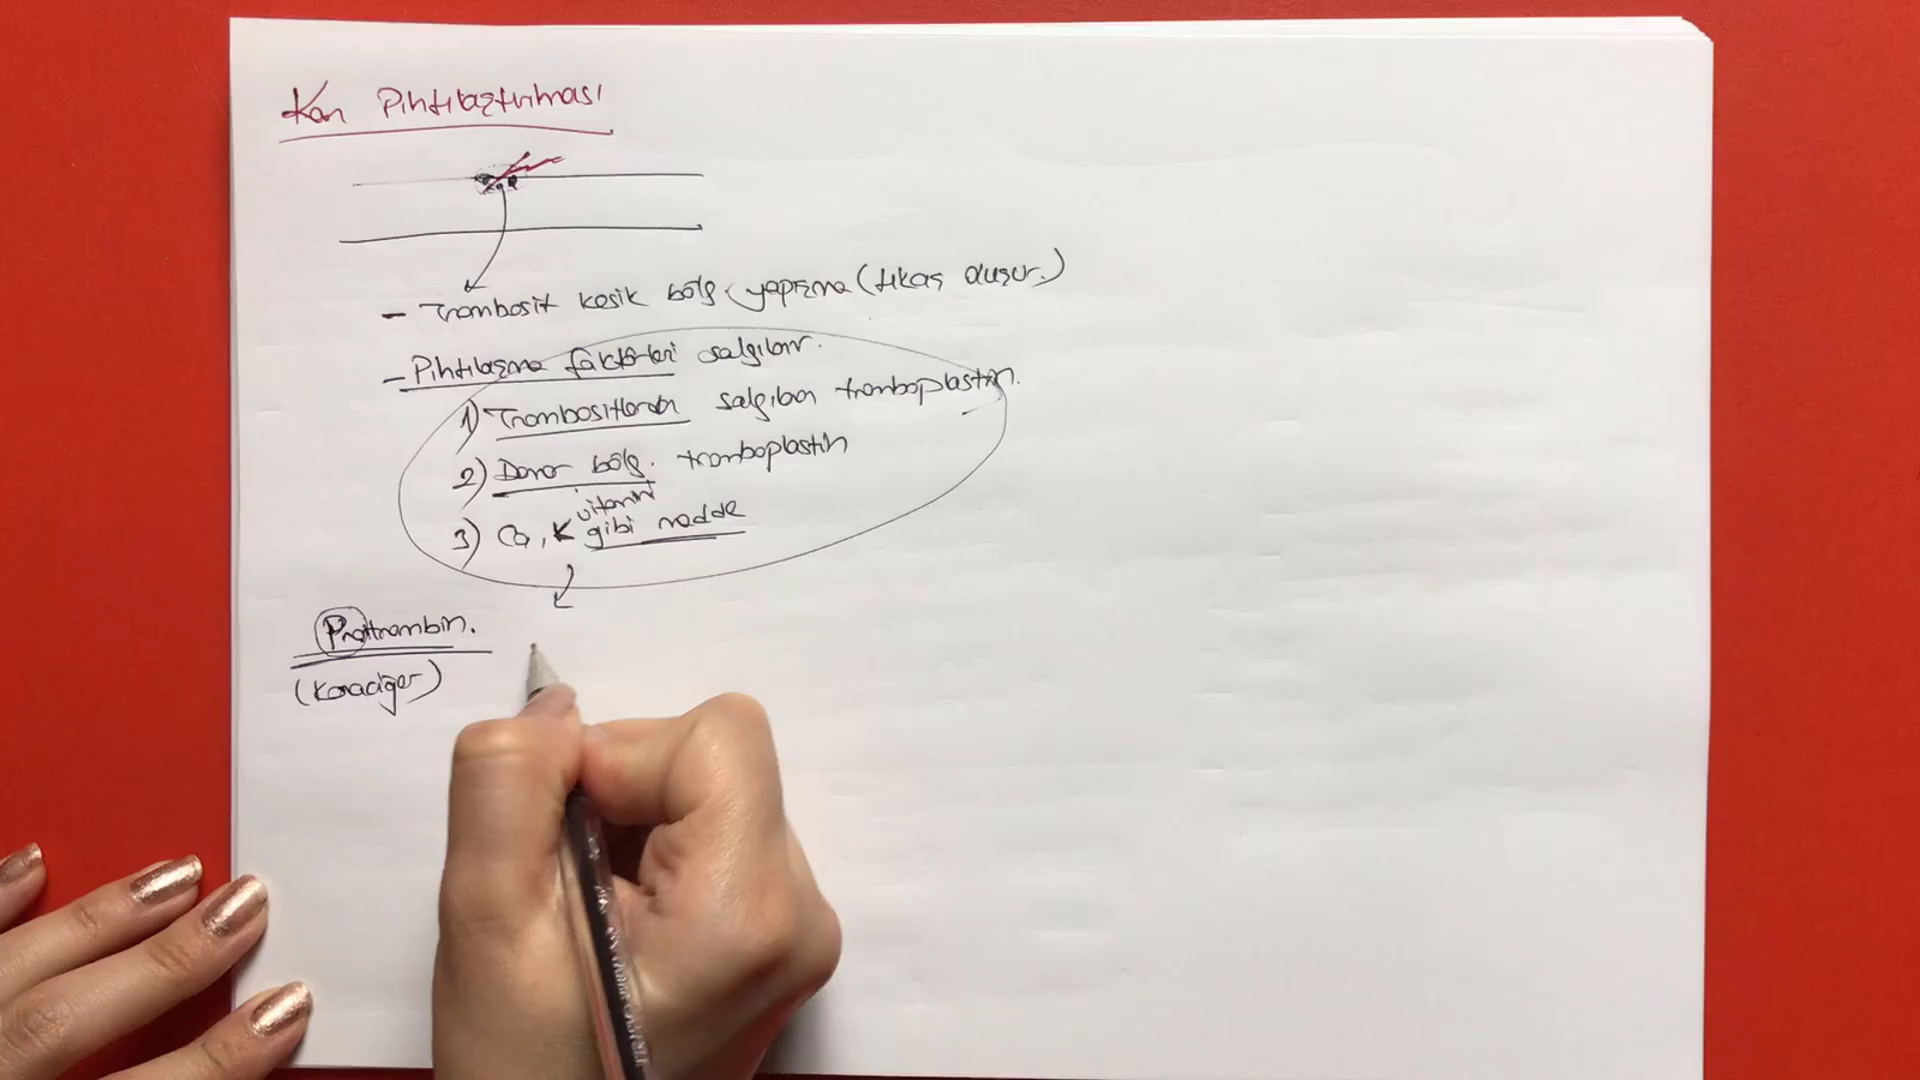 Kan Pıhtılaştırılması
- Trombosit kesik bölg yapışma (tıkaç oluşur.)
- Pıhtılaşma faktörleri salgılanır.
1) Trombositlerden salgılanan tromboplastin.
2) Damar bölg. tromboplastin
3) Ca, K vitamini gibi madde
Protrombin.
(Karaciğer)